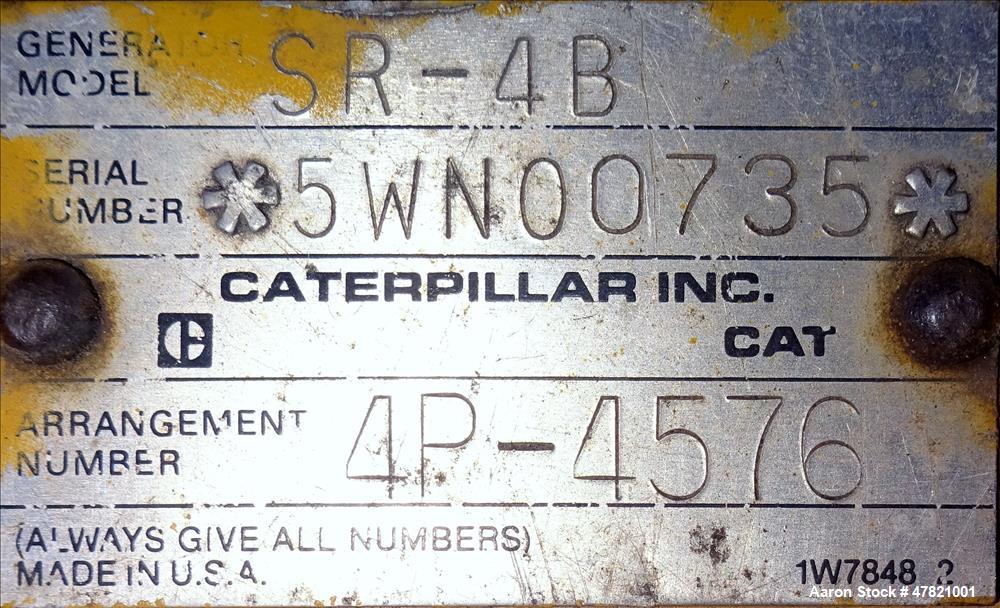 GENERATOR MODEL SR-4B
SERIAL NUMBER *5WN00735*
CATERPILLAR INC.
CAT
ARRANGEMENT NUMBER 4P-4576
(ALWAYS GIVE ALL NUMBERS)
MADE IN U.S.A.
1W7848 2
Aaron Stock # 47821001